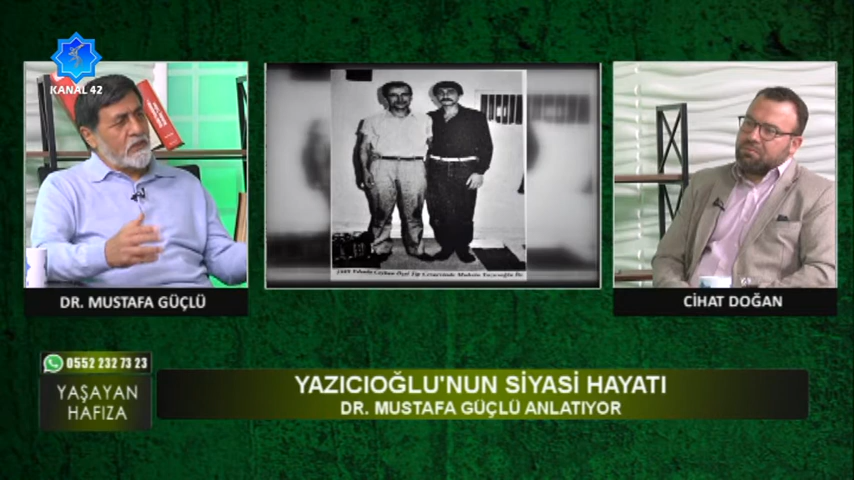 KANAL 42
DR. MUSTAFA GÜÇLÜ
CİHAT DOĞAN
0552 232 73 23
YAŞAYAN
HAFIZA
YAZICIOĞLU'NUN SİYASİ HAYATI
DR. MUSTAFA GÜÇLÜ ANLATIYOR